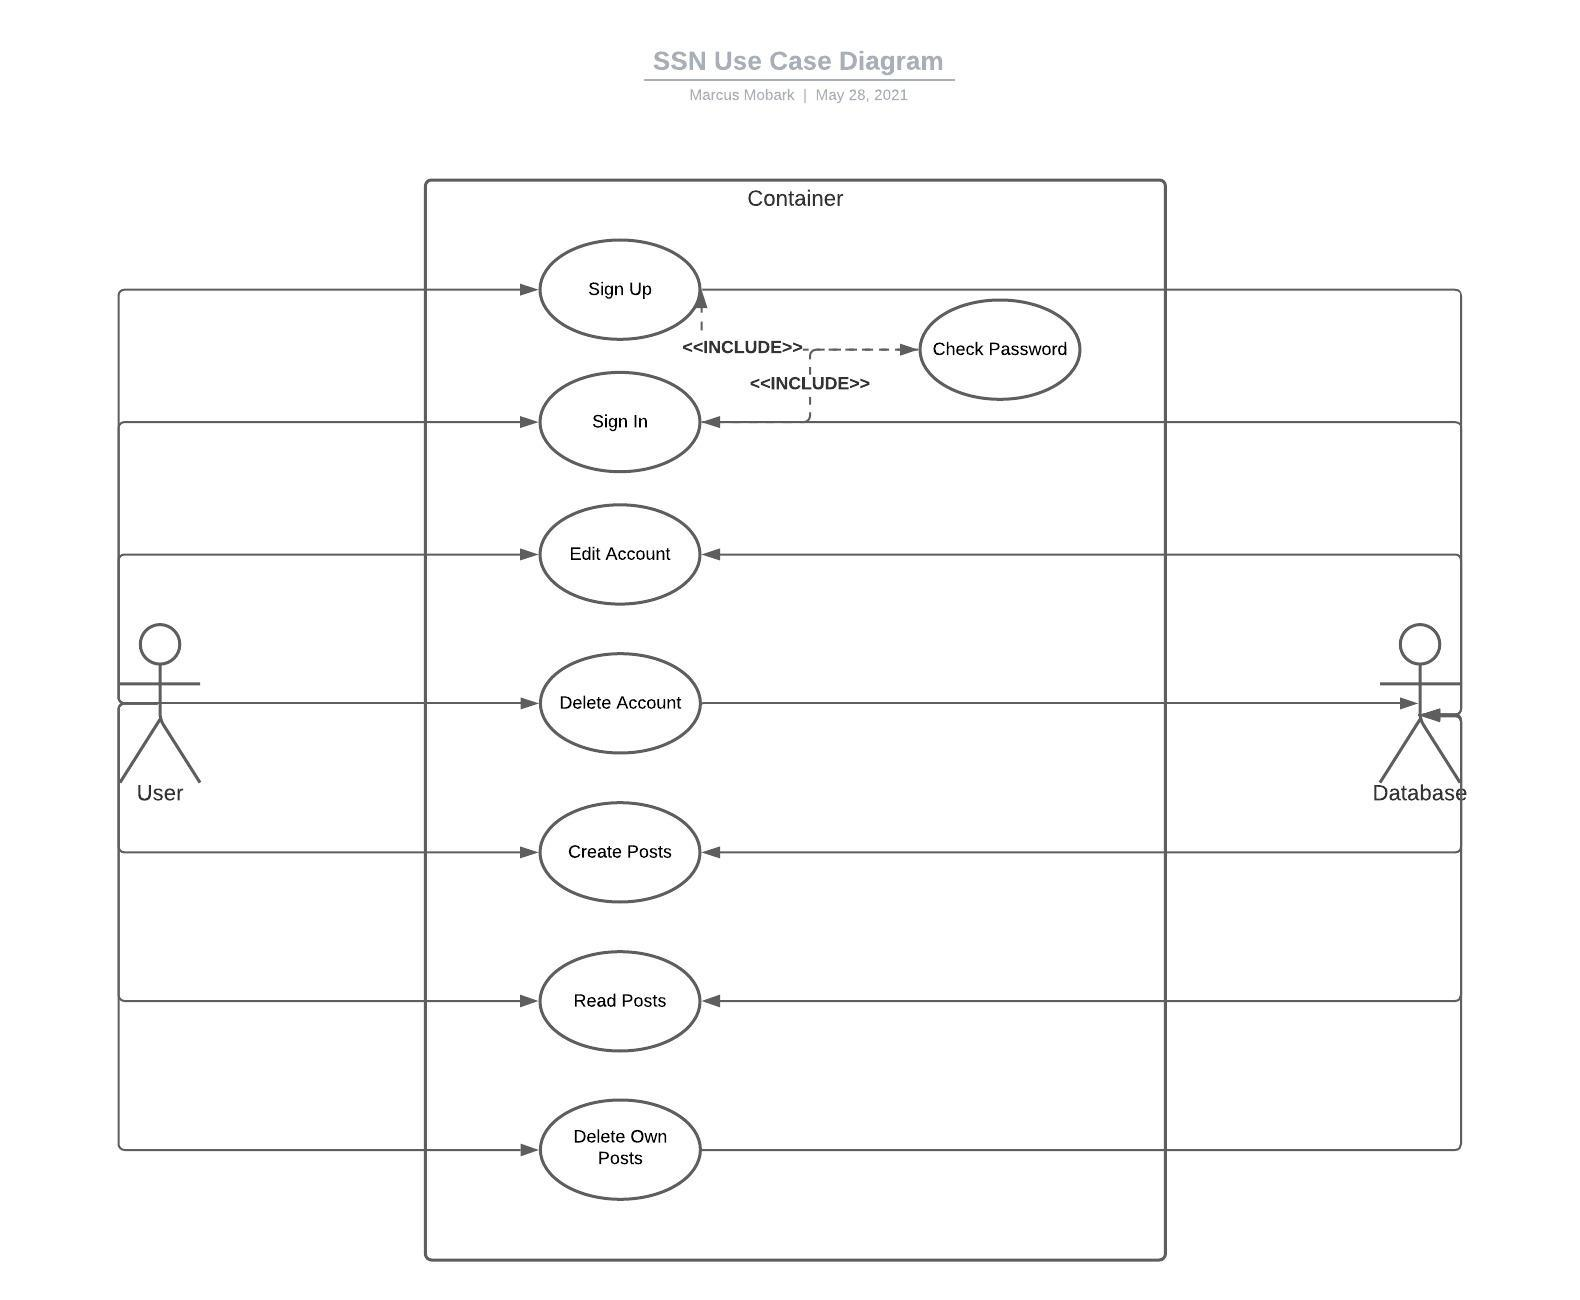 SSN Use Case Diagram
Marcus Mobark | May 28, 2021
Container
Sign Up
<<INCLUDE>>
Check Password
<<INCLUDE>>
Sign In
Edit Account
Delete Account
User
Database
Create Posts
Read Posts
Delete Own
Posts